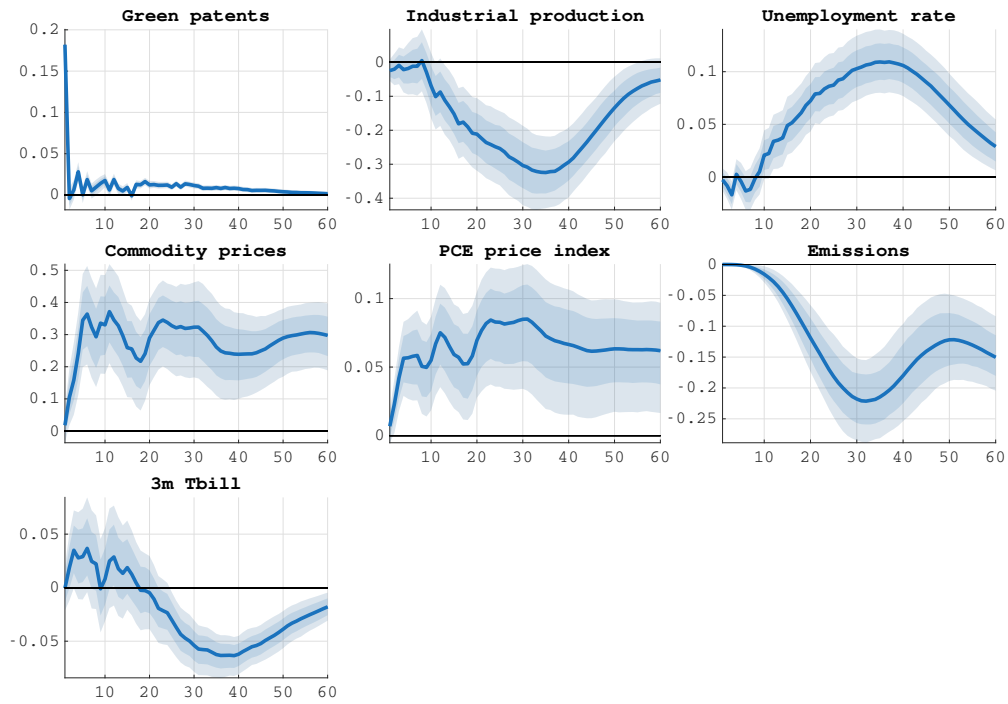 Green patents
0.2
0.15
0.1
0.05
0
10 20 30 40 50 60
Industrial production
0
-0.1
-0.2
-0.3
-0.4
10 20 30 40 50 60
Unemployment rate
0.1
0.05
0
10 20 30 40 50 60
Commodity prices
0.5
0.4
0.3
0.2
0.1
0
10 20 30 40 50 60
PCE price index
0.1
0.05
0
10 20 30 40 50 60
Emissions
0
-0.05
-0.1
-0.15
-0.2
-0.25
10 20 30 40 50 60
3m Tbill
0.05
0
-0.05
10 20 30 40 50 60